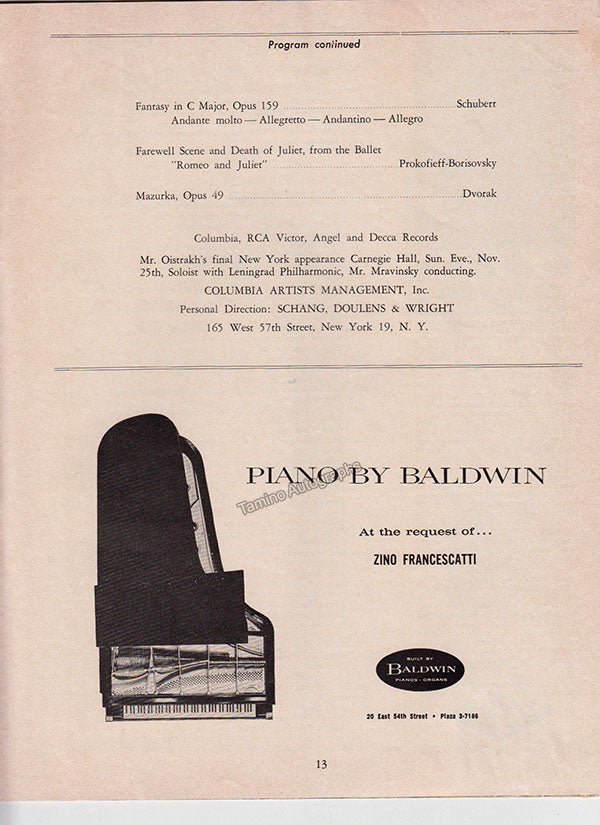 Program continued
Fantasy in C Major, Opus 159 ........ Schubert
Andante molto — Allegretto — Andantino — Allegro
Farewell Scene and Death of Juliet, from the Ballet
"Romeo and Juliet" ........ Prokofieff-Borisovsky
Mazurka, Opus 49 ........ Dvorak
Columbia, RCA Victor, Angel and Decca Records
Mr. Oistrakh's final New York appearance Carnegie Hall, Sun. Eve., Nov.
25th, Soloist with Leningrad Philharmonic, Mr. Mravinsky conducting.
COLUMBIA ARTISTS MANAGEMENT, Inc.
Personal Direction: SCHANG, DOULENS & WRIGHT
165 West 57th Street, New York 19, N. Y.
PIANO BY BALDWIN
Tamino Autographs
At the request of...
ZINO FRANCESCATTI
BUILT BY
BALDWIN
PIANOS - ORGANS
20 East 54th Street • Plaza 3-7186
13